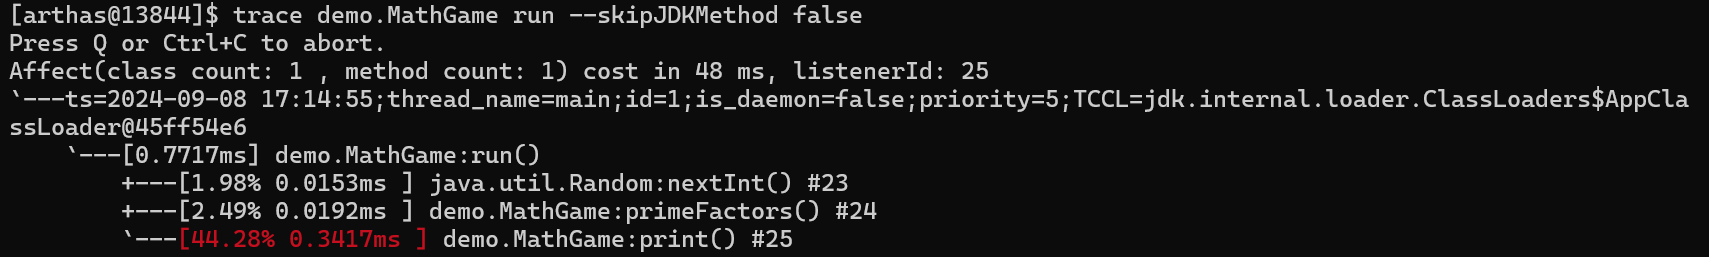 [arthas@13844]$ trace demo.MathGame run --skipJDKMethod false
Press Q or Ctrl+C to abort.
Affect(class count: 1 , method count: 1) cost in 48 ms, listenerId: 25
`---ts=2024-09-08 17:14:55;thread_name=main;id=1;is_daemon=false;priority=5;TCCL=jdk.internal.loader.ClassLoaders$AppCla
ssLoader@45ff54e6
    `---[0.7717ms] demo.MathGame:run()
        +---[1.98% 0.0153ms ] java.util.Random:nextInt() #23
        +---[2.49% 0.0192ms ] demo.MathGame:primeFactors() #24
        `---[44.28% 0.3417ms ] demo.MathGame:print() #25